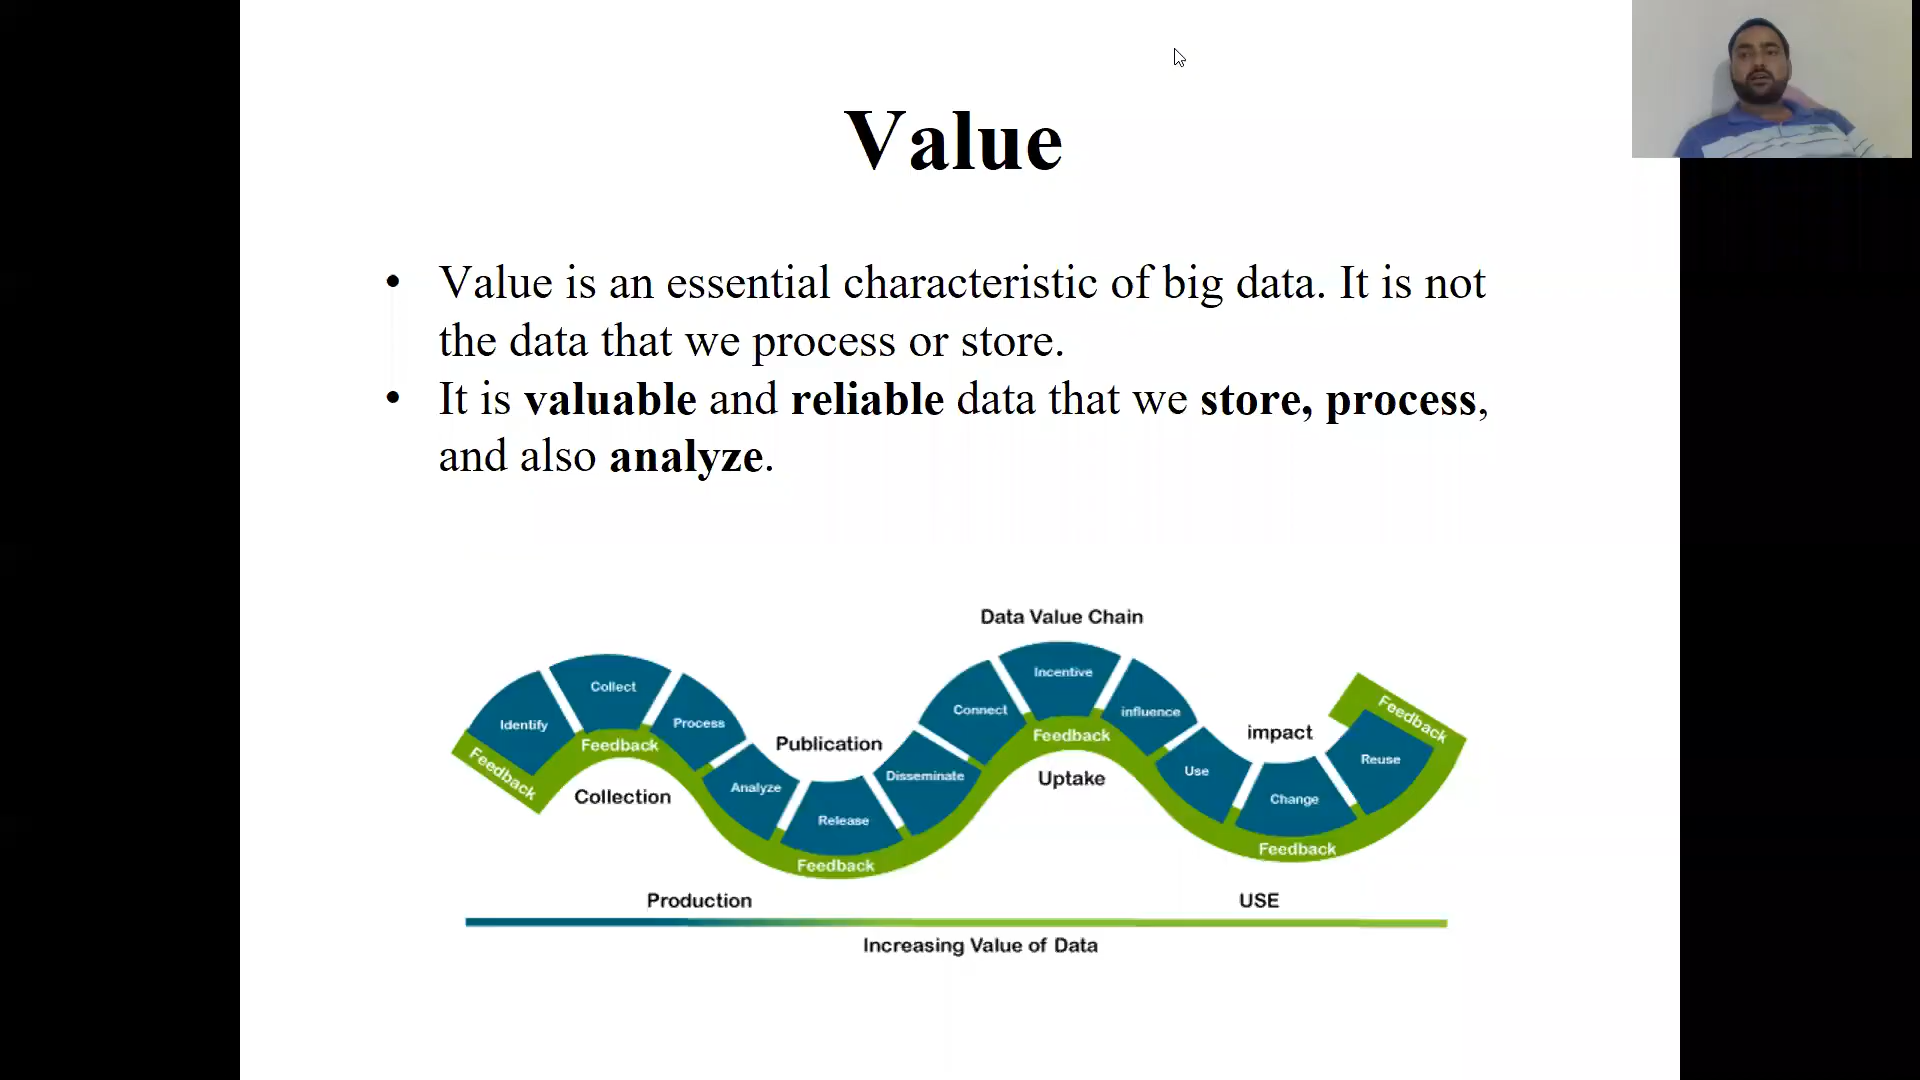 Value
• Value is an essential characteristic of big data. It is not
the data that we process or store.
• It is valuable and reliable data that we store, process,
and also analyze.
Data Value Chain
Identify
Collect
Process
Analyze
Release
Disseminate
Connect
Incentive
influence
Use
Change
Reuse
Feedback
Feedback
Feedback
Feedback
Feedback
Feedback
Collection
Publication
Uptake
impact
Production
USE
Increasing Value of Data